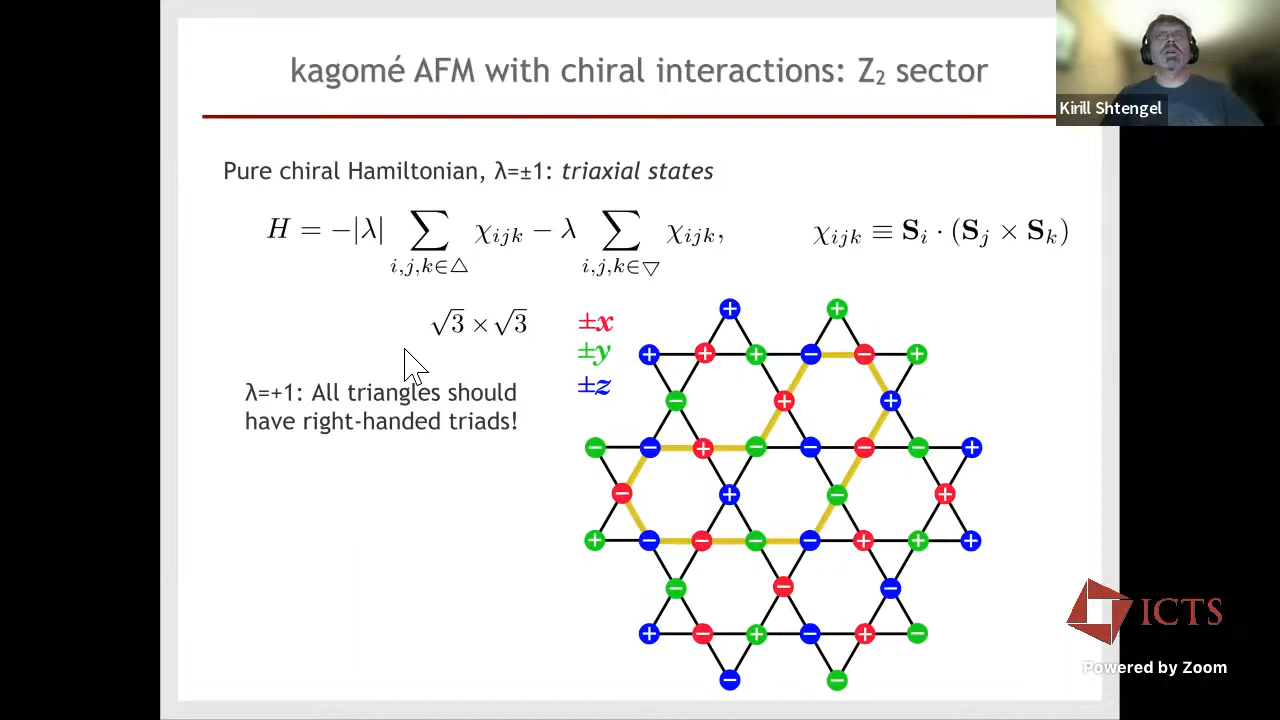 kagomé AFM with chiral interactions: Z₂ sector
Kirill Shtengel
Pure chiral Hamiltonian, λ=±1: triaxial states
H = −|λ| ∑ χ_{ijk} − λ ∑ χ_{ijk},   χ_{ijk} ≡ S_i · (S_j × S_k)
i,j,k∈△   i,j,k∈▽
√3 × √3
±x
±y
±z
λ=+1: All triangles should
have right-handed triads!
+ +
+ + + − − +
− + +
− − + − − − − +
− + − +
+ − − − − + + +
− − −
+ − + − + −
− −
ICTS
Powered by Zoom